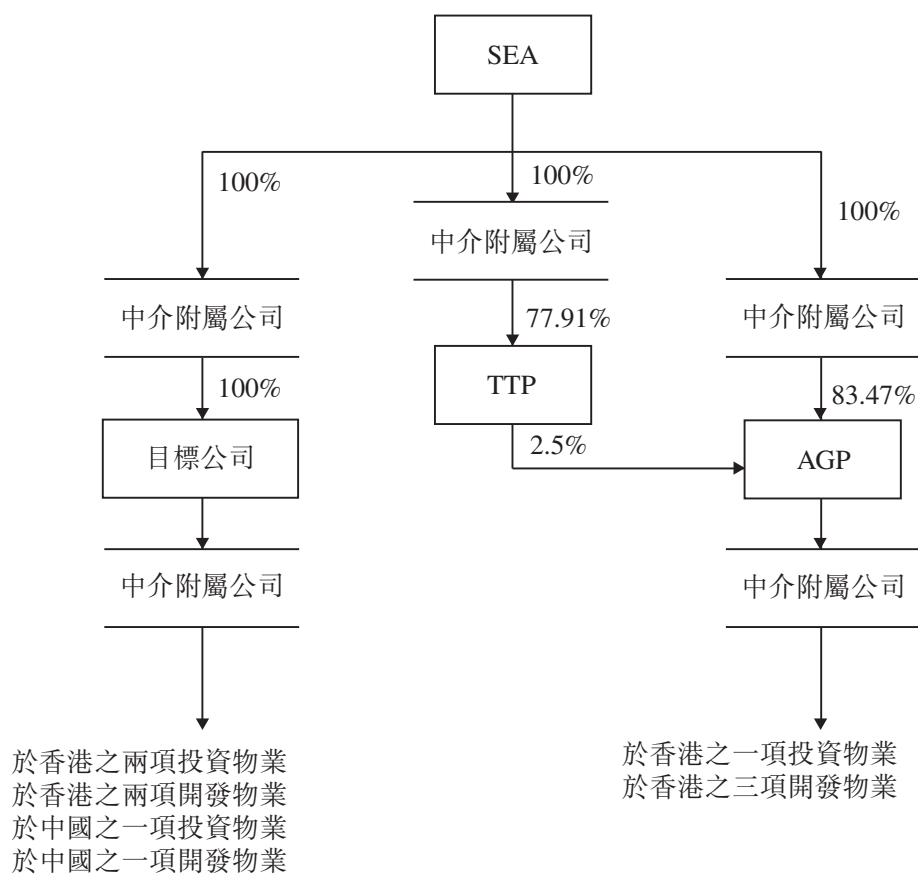 SEA
100%
100%
100%
中介附屬公司
中介附屬公司
中介附屬公司
77.91%
100%
TTP
83.47%
目標公司
2.5%
AGP
中介附屬公司
中介附屬公司
於香港之兩項投資物業
於香港之兩項開發物業
於中國之一項投資物業
於中國之一項開發物業
於香港之一項投資物業
於香港之三項開發物業